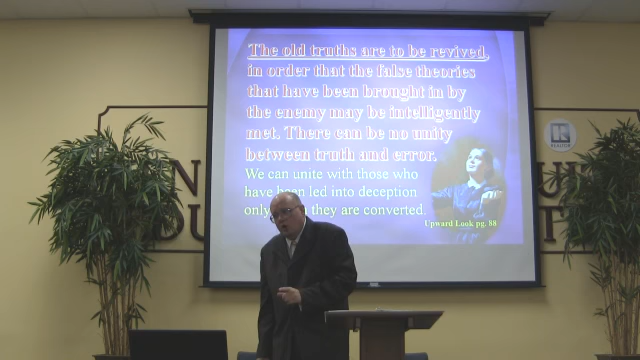 The old truths are to be revived,
in order that the false theories
that have been brought in by
the enemy may be intelligently
met. There can be no unity
between truth and error.
We can unite with those who
have been led into deception
only they are converted.
Upward Look pg. 88
R
REALTOR